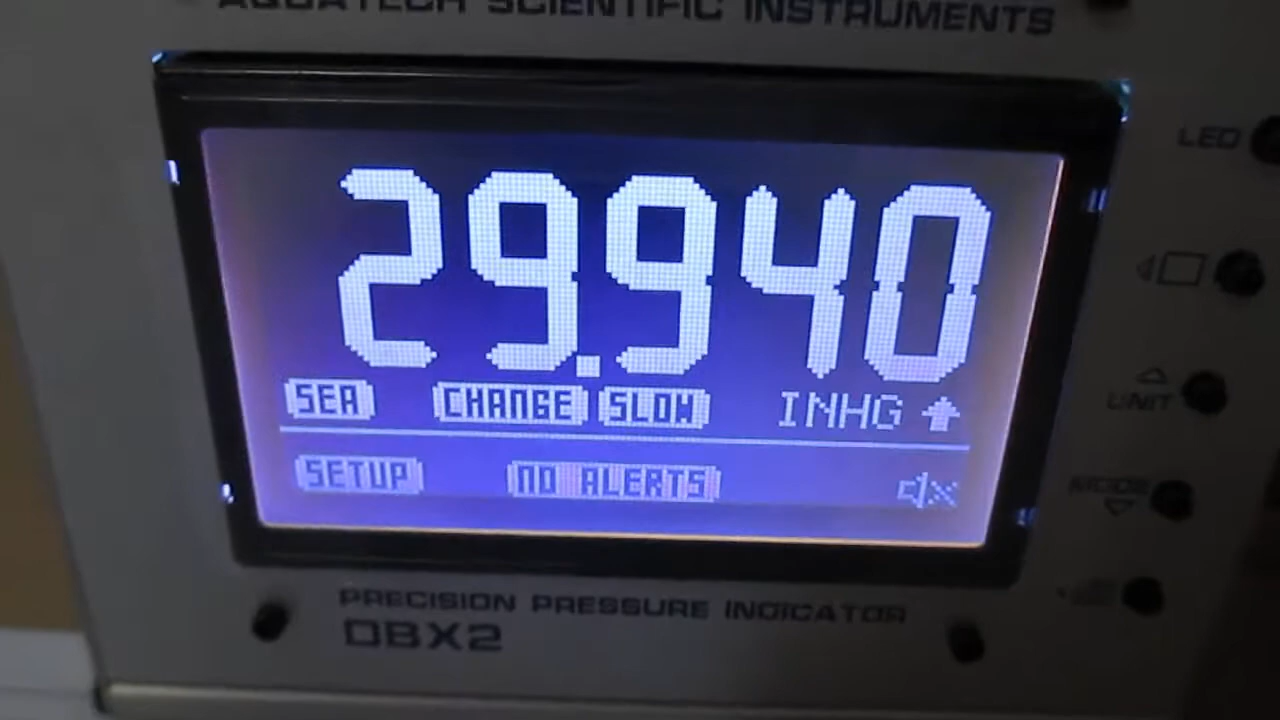 AQUATECH SCIENTIFIC INSTRUMENTS
LED
29.940
SEA CHANGE SLOW INHG
UNIT
SETUP NO ALERTS
MODE
PRECISION PRESSURE INDICATOR
DBX2